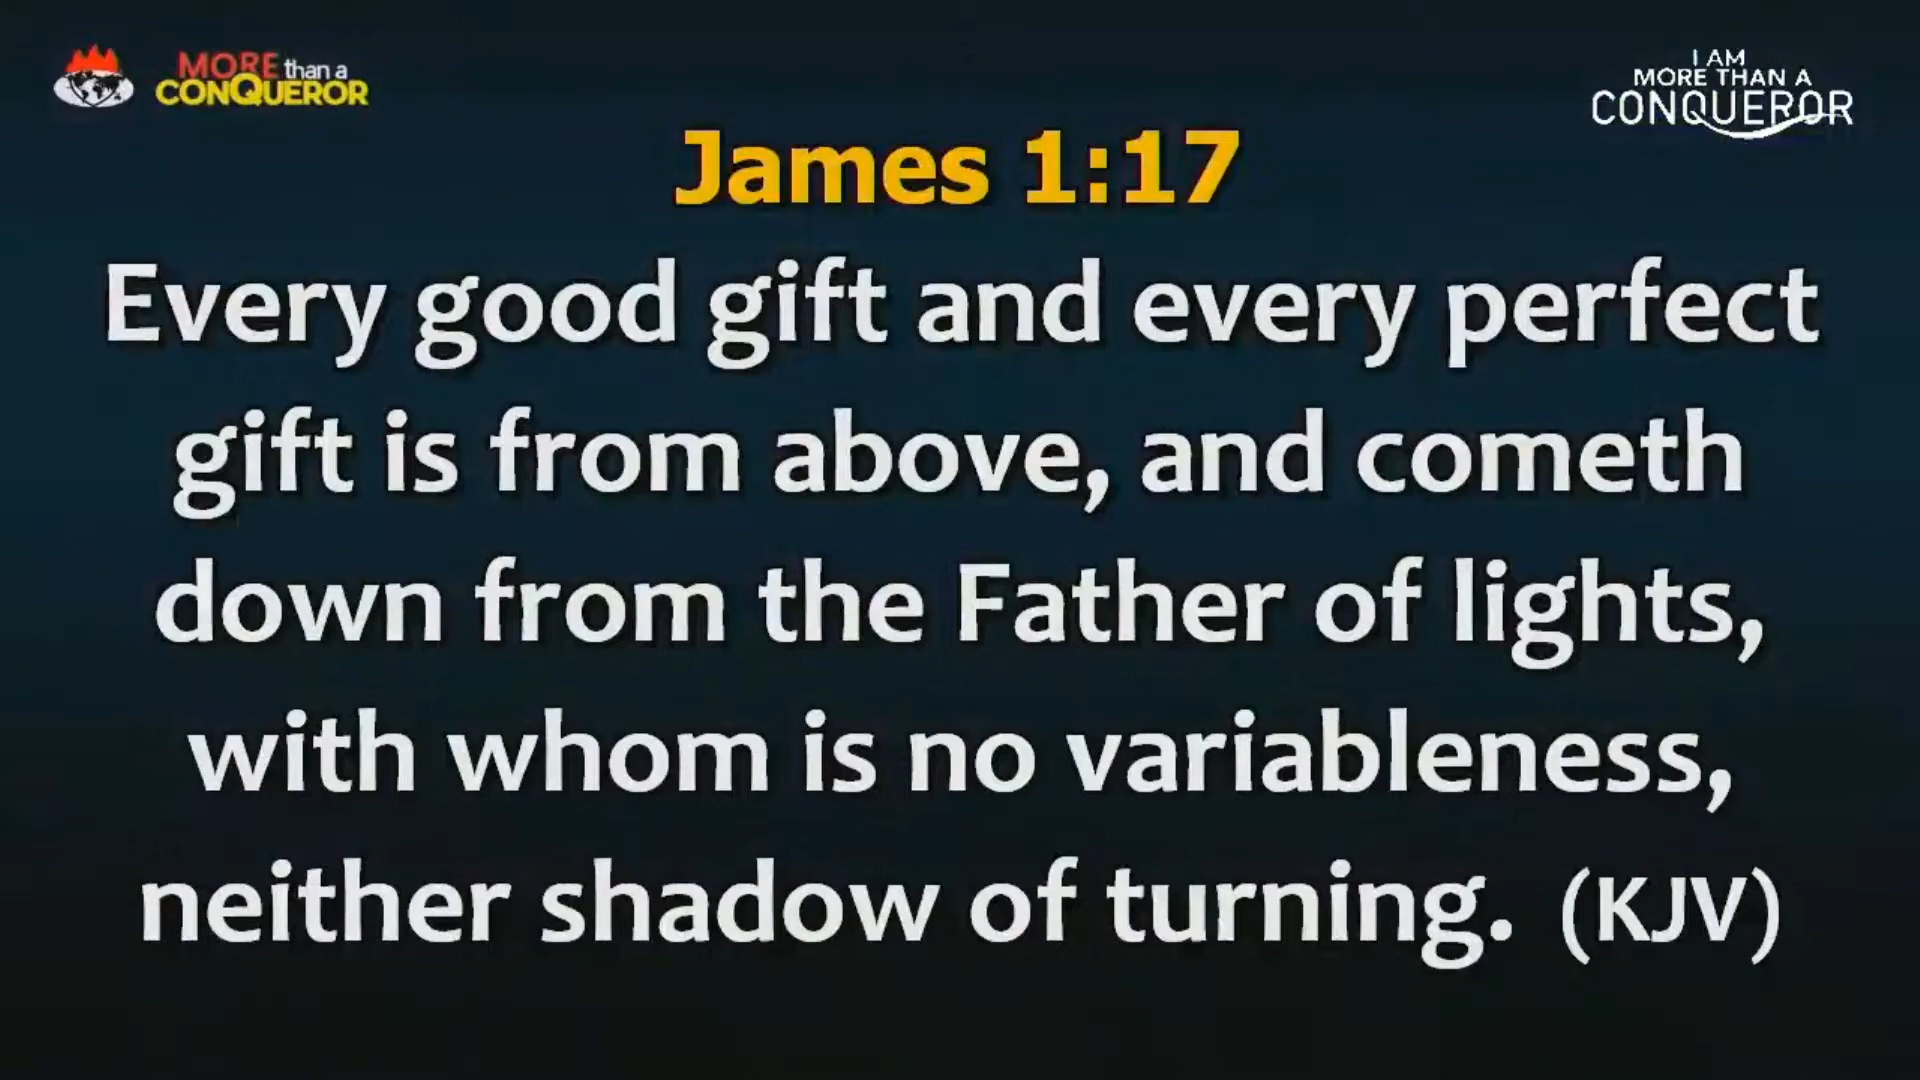 MORE than a
CONQUEROR
I AM
MORE THAN A
CONQUEROR
James 1:17
Every good gift and every perfect
gift is from above, and cometh
down from the Father of lights,
with whom is no variableness,
neither shadow of turning. (KJV)